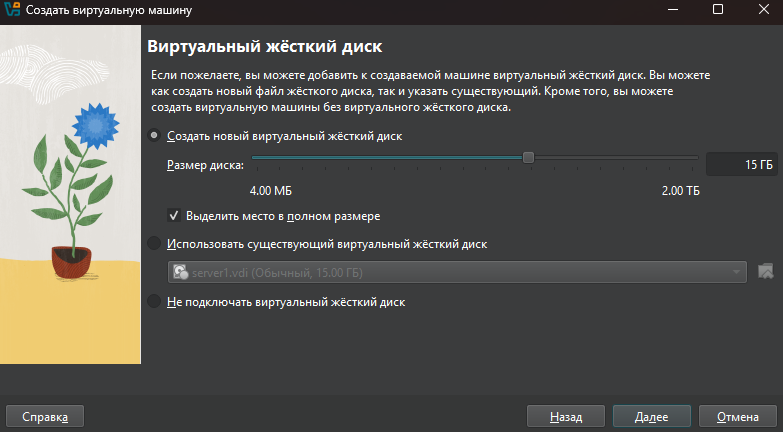 Создать виртуальную машину
Виртуальный жёсткий диск
Если пожелаете, вы можете добавить к создаваемой машине виртуальный жёсткий диск. Вы можете
как создать новый файл жёсткого диска, так и указать существующий. Кроме того, вы можете
создать виртуальную машины без виртуального жёсткого диска.
Создать новый виртуальный жёсткий диск
Размер диска:
15 ГБ
4.00 МБ
2.00 ТБ
Выделить место в полном размере
Использовать существующий виртуальный жёсткий диск
server1.vdi (Обычный, 15.00 ГБ)
Не подключать виртуальный жёсткий диск
Справка
Назад
Далее
Отмена